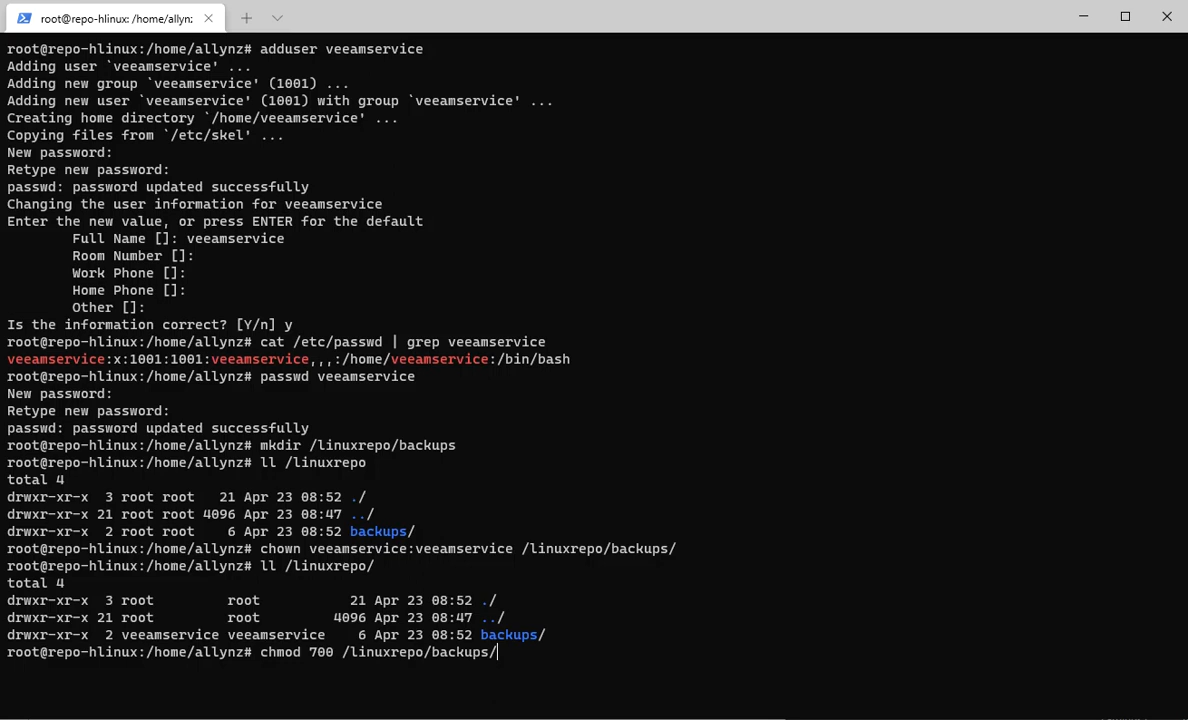 root@repo-hlinux: /home/allynz
root@repo-hlinux:/home/allynz# adduser veeamservice
Adding user `veeamservice' ...
Adding new group `veeamservice' (1001) ...
Adding new user `veeamservice' (1001) with group `veeamservice' ...
Creating home directory `/home/veeamservice' ...
Copying files from `/etc/skel' ...
New password:
Retype new password:
passwd: password updated successfully
Changing the user information for veeamservice
Enter the new value, or press ENTER for the default
        Full Name []: veeamservice
        Room Number []:
        Work Phone []:
        Home Phone []:
        Other []:
Is the information correct? [Y/n] y
root@repo-hlinux:/home/allynz# cat /etc/passwd | grep veeamservice
veeamservice:x:1001:1001:veeamservice,,,:/home/veeamservice:/bin/bash
root@repo-hlinux:/home/allynz# passwd veeamservice
New password:
Retype new password:
passwd: password updated successfully
root@repo-hlinux:/home/allynz# mkdir /linuxrepo/backups
root@repo-hlinux:/home/allynz# ll /linuxrepo
total 4
drwxr-xr-x  3 root root   21 Apr 23 08:52 ./
drwxr-xr-x 21 root root 4096 Apr 23 08:47 ../
drwxr-xr-x  2 root root    6 Apr 23 08:52 backups/
root@repo-hlinux:/home/allynz# chown veeamservice:veeamservice /linuxrepo/backups/
root@repo-hlinux:/home/allynz# ll /linuxrepo/
total 4
drwxr-xr-x  3 root         root           21 Apr 23 08:52 ./
drwxr-xr-x 21 root         root         4096 Apr 23 08:47 ../
drwxr-xr-x  2 veeamservice veeamservice    6 Apr 23 08:52 backups/
root@repo-hlinux:/home/allynz# chmod 700 /linuxrepo/backups/